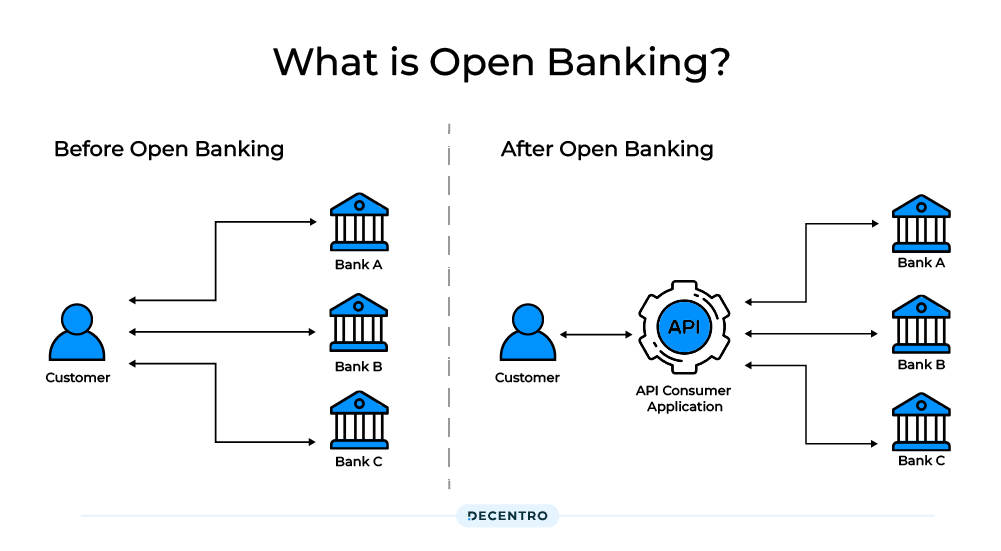 What is Open Banking?
Before Open Banking
Bank A
Bank B
Customer
Bank C
After Open Banking
Bank A
API
Bank B
Customer
API Consumer
Application
Bank C
DECENTRO